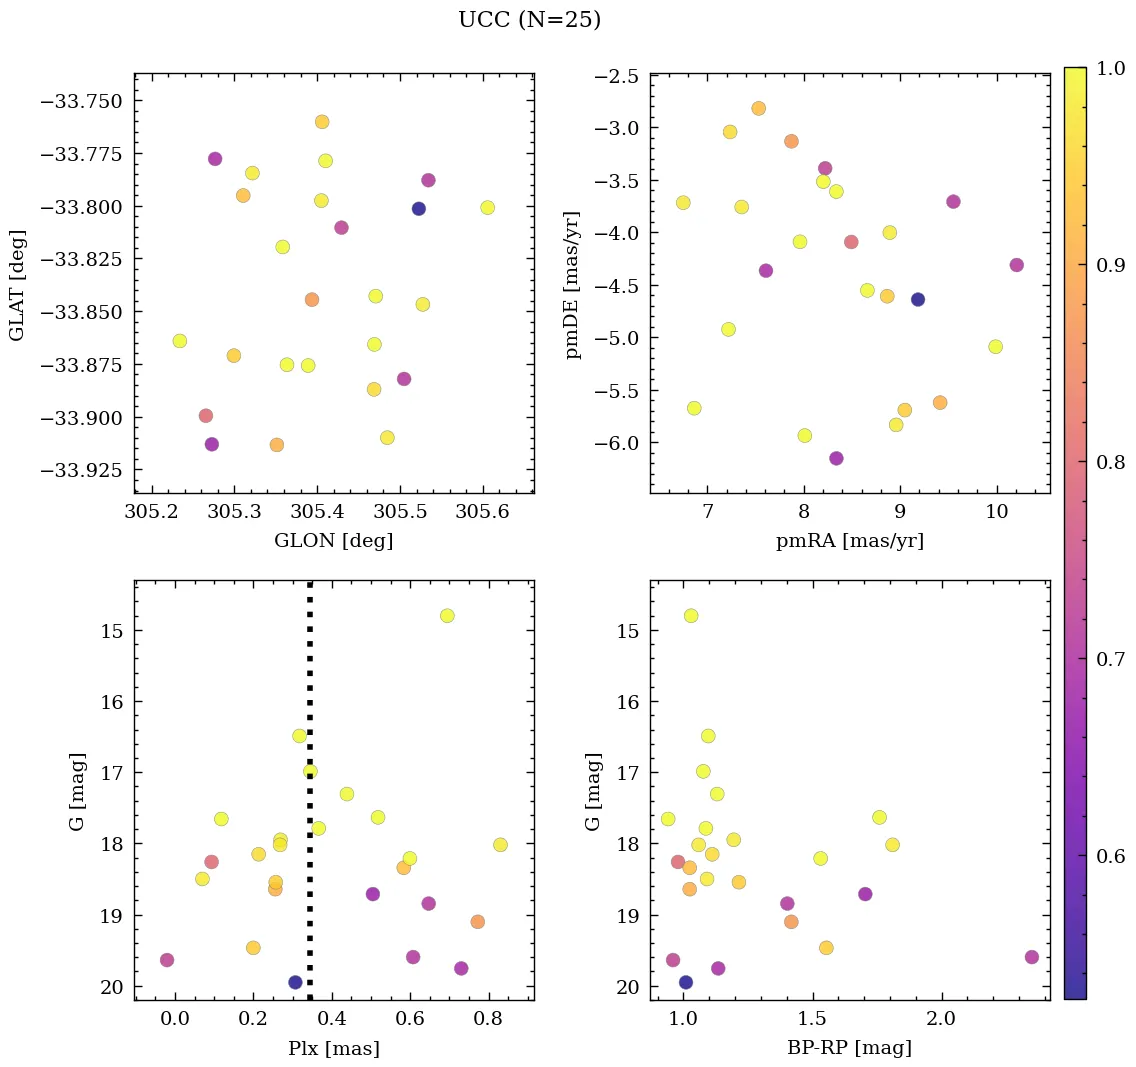 UCC (N=25)
−33.750
−33.775
−33.800
−33.825
−33.850
−33.875
−33.900
−33.925
GLAT [deg]
305.2 305.3 305.4 305.5 305.6
GLON [deg]
−2.5
−3.0
−3.5
−4.0
−4.5
−5.0
−5.5
−6.0
pmDE [mas/yr]
7 8 9 10
pmRA [mas/yr]
15
16
17
18
19
20
G [mag]
0.0 0.2 0.4 0.6 0.8
Plx [mas]
15
16
17
18
19
20
G [mag]
1.0 1.5 2.0
BP-RP [mag]
1.0
0.9
0.8
0.7
0.6